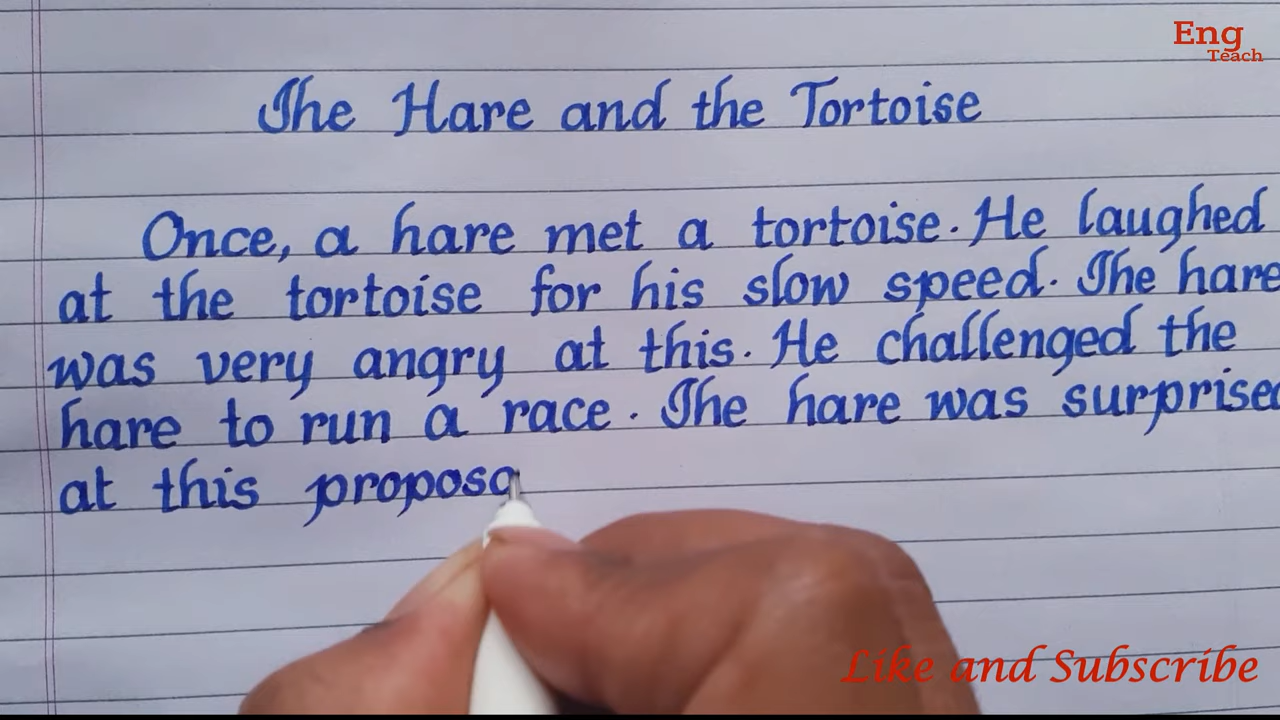 Eng
Teach
The Hare and the Tortoise
Once, a hare met a tortoise. He laughed
at the tortoise for his slow speed. The hare
was very angry at this. He challenged the
hare to run a race. The hare was surprised
at this proposa
Like and Subscribe